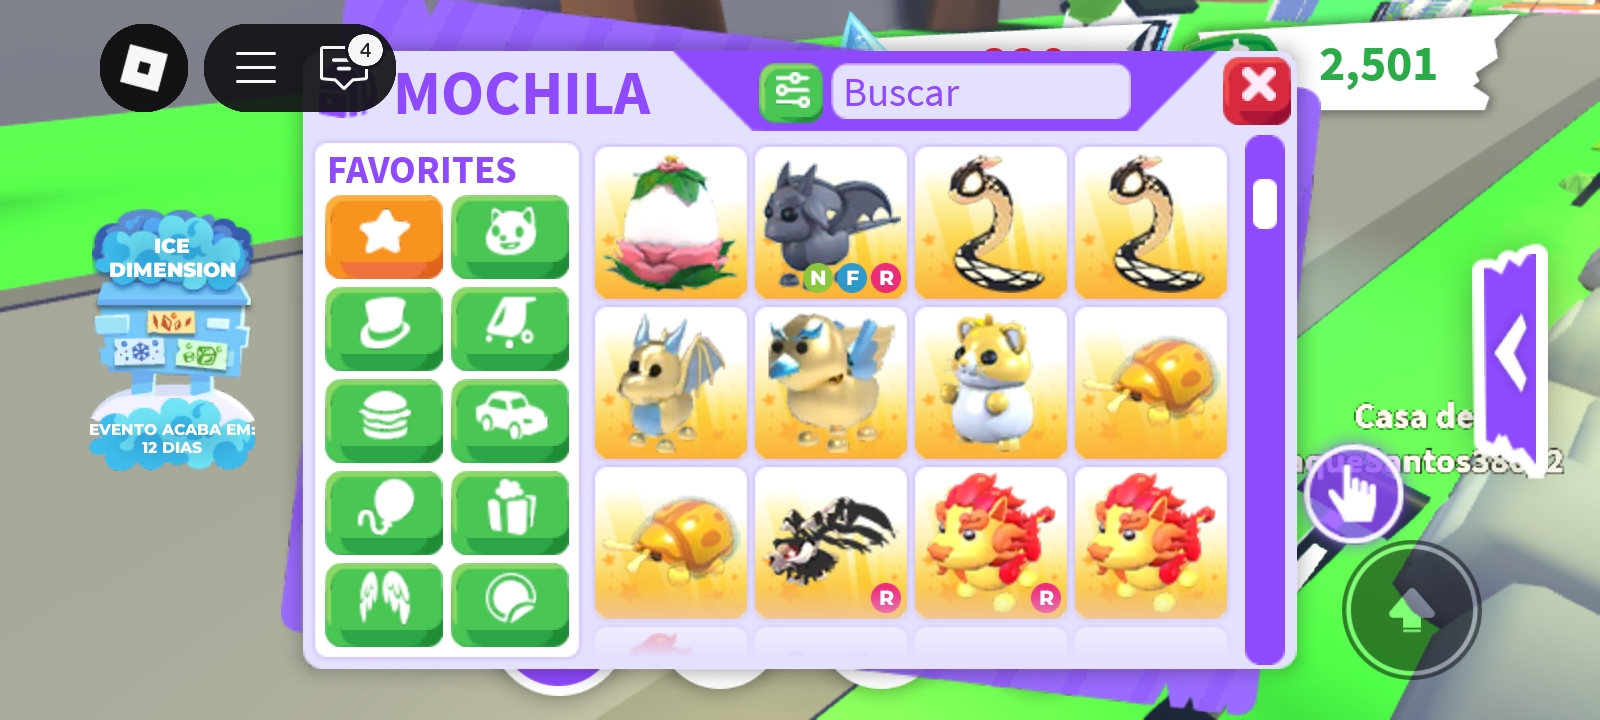 4
MOCHILA
Buscar
2,501
FAVORITES
N F R
ICE
DIMENSION
EVENTO ACABA EM:
12 DIAS
Casa de
R
R